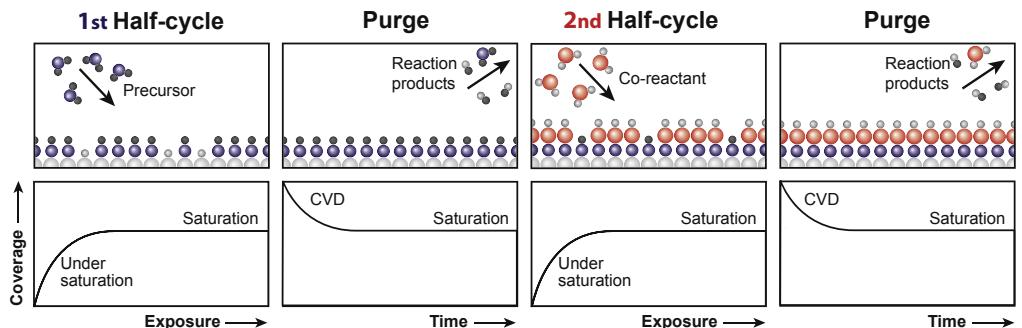 1st Half-cycle
Purge
2nd Half-cycle
Purge
Precursor
Reaction
products
Co-reactant
Reaction
products
Coverage
Saturation
Under
saturation
CVD
Saturation
Saturation
Under
saturation
CVD
Saturation
Exposure
Time
Exposure
Time